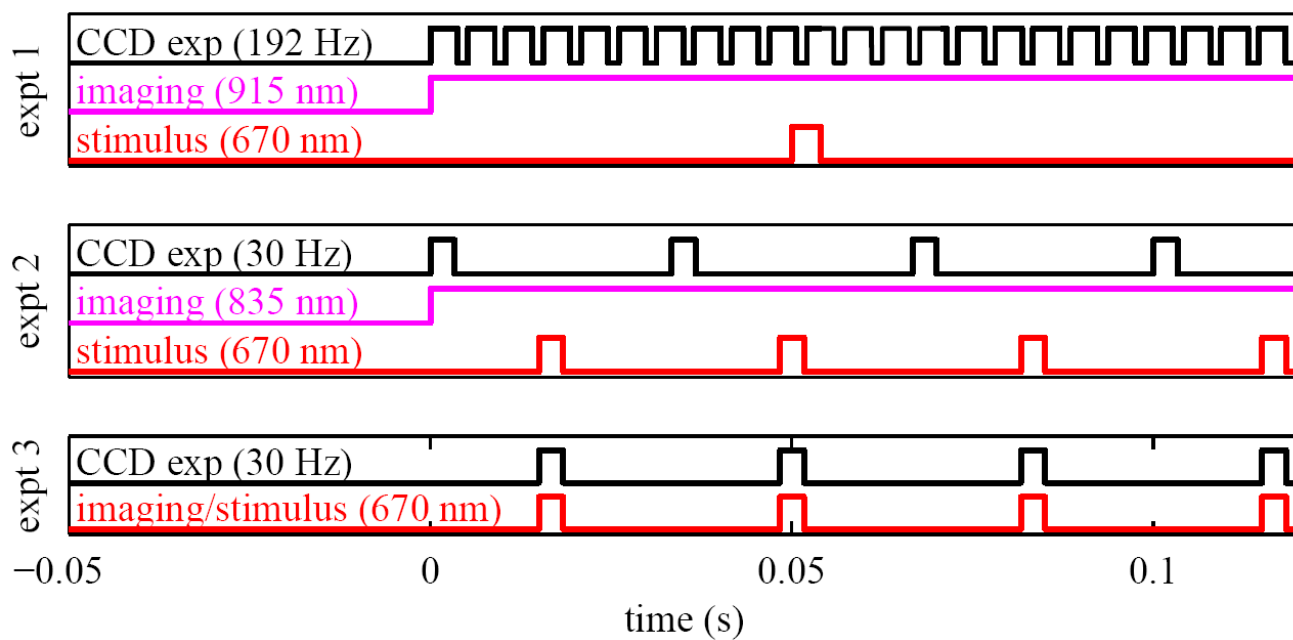 expt 1
CCD exp (192 Hz)
imaging (915 nm)
stimulus (670 nm)
expt 2
CCD exp (30 Hz)
imaging (835 nm)
stimulus (670 nm)
expt 3
CCD exp (30 Hz)
imaging/stimulus (670 nm)
−0.05 0 0.05 0.1
time (s)